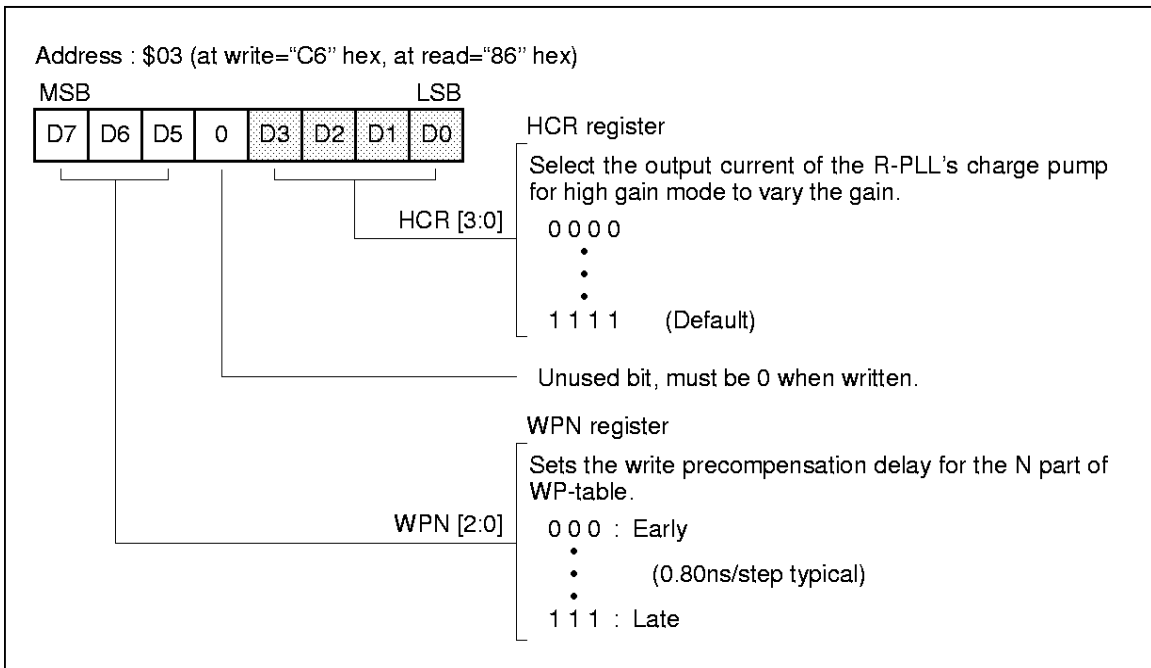 Address : $03 (at write=“C6” hex, at read=“86” hex)
MSB LSB
D7 D6 D5 0 D3 D2 D1 D0
HCR register
Select the output current of the R-PLL's charge pump
for high gain mode to vary the gain.
HCR [3:0]
0 0 0 0
1 1 1 1 (Default)
Unused bit, must be 0 when written.
WPN register
Sets the write precompensation delay for the N part of
WP-table.
WPN [2:0]
0 0 0 : Early
(0.80ns/step typical)
1 1 1 : Late